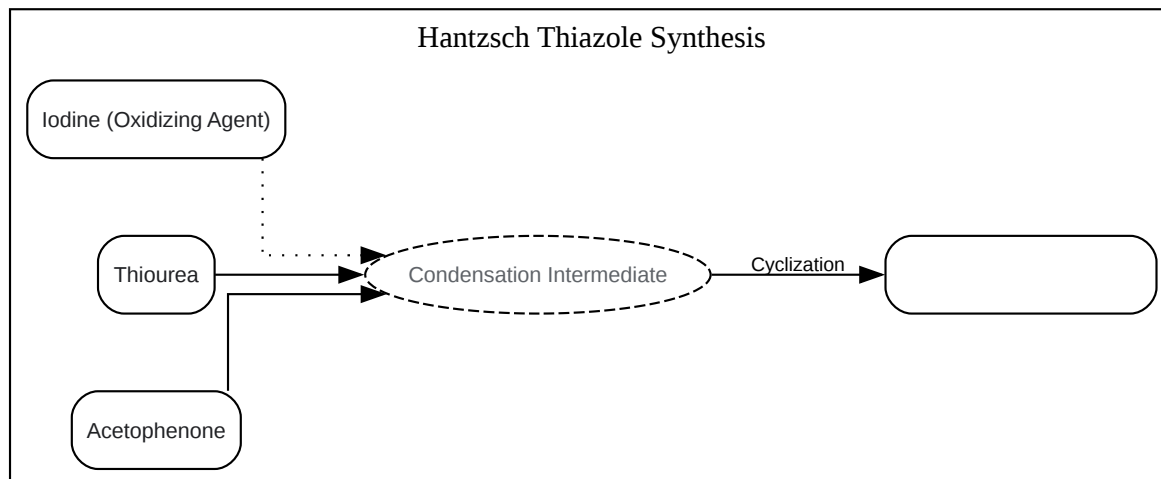 Hantzsch Thiazole Synthesis
Iodine (Oxidizing Agent)
Thiourea
Condensation Intermediate
Cyclization
Acetophenone